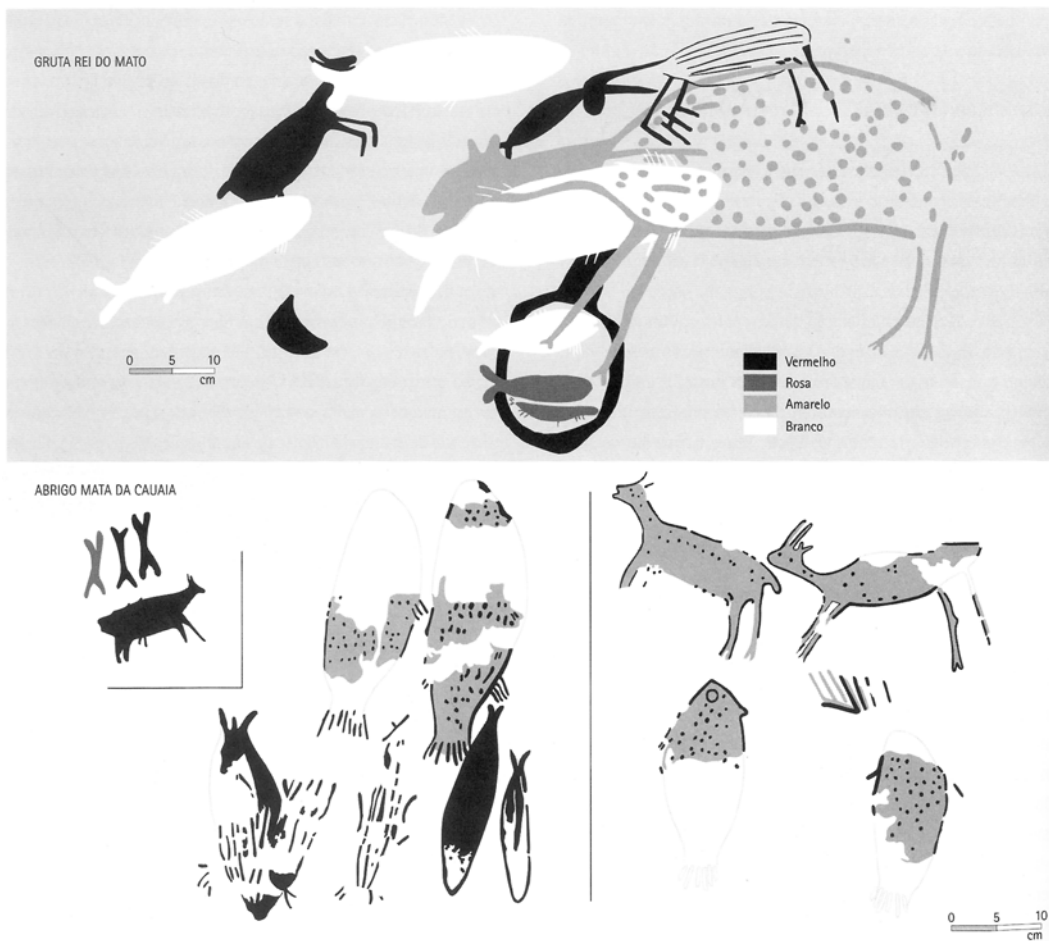 GRUTA REI DO MATO
0 5 10
cm
Vermelho
Rosa
Amarelo
Branco
ABRIGO MATA DA CAUAIA
0 5 10
cm